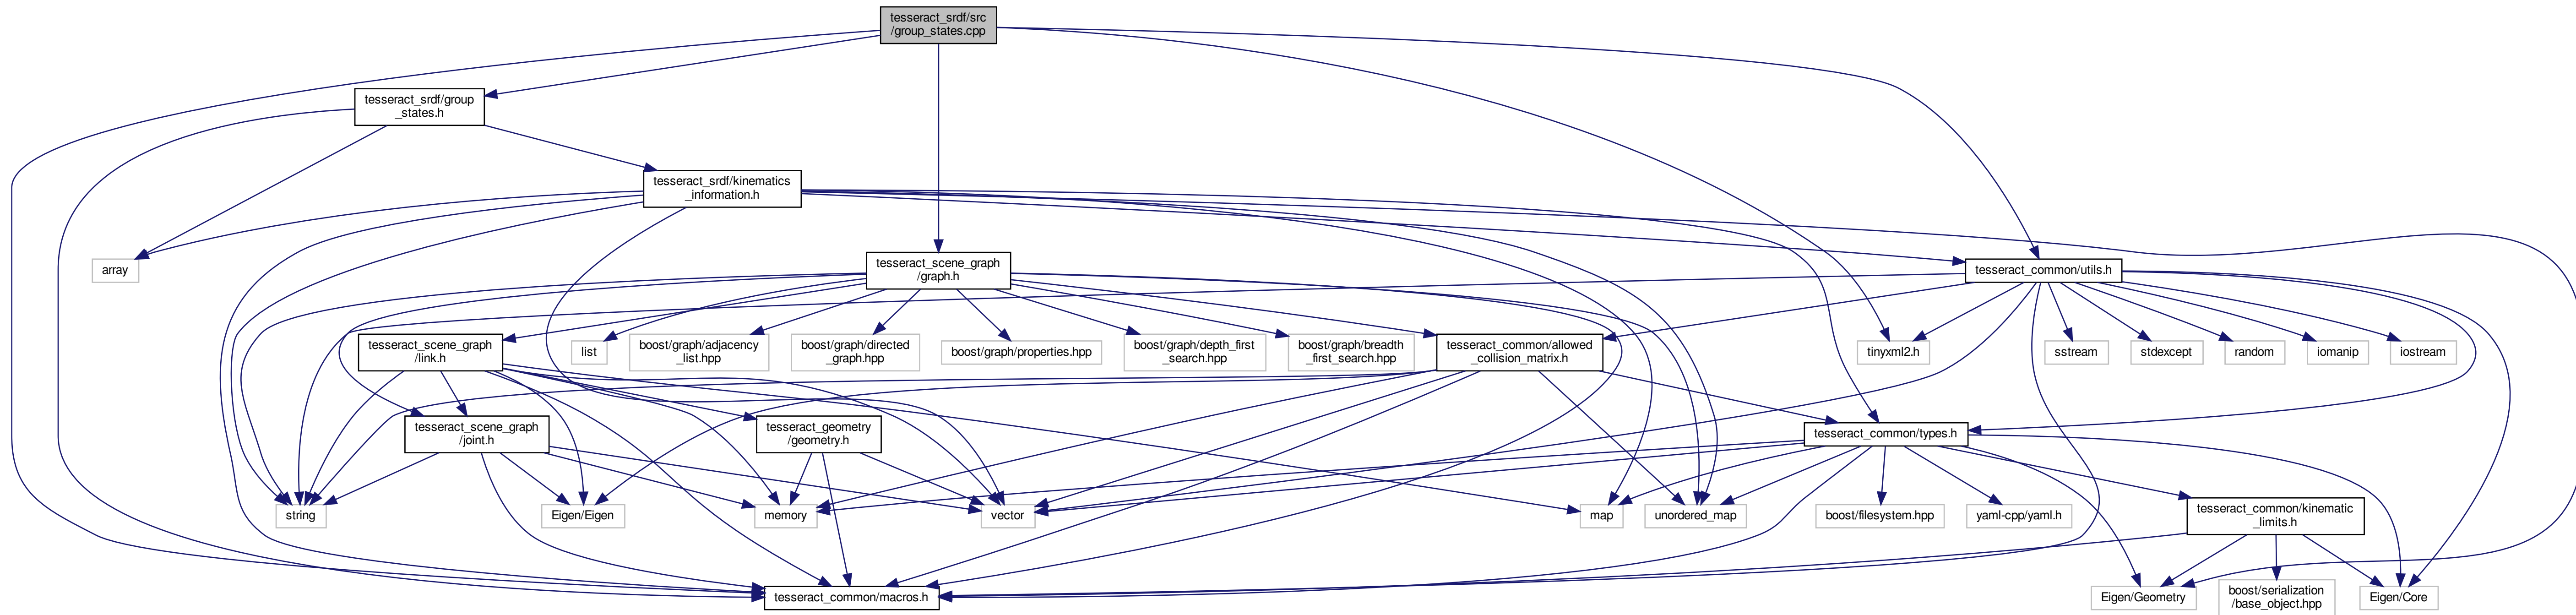 tesseract_srdf/src
/group_states.cpp
tesseract_srdf/group
_states.h
tesseract_srdf/kinematics
_information.h
array
tesseract_scene_graph
/graph.h
tesseract_common/utils.h
tesseract_scene_graph
/link.h
list
boost/graph/adjacency
_list.hpp
boost/graph/directed
_graph.hpp
boost/graph/properties.hpp
boost/graph/depth_first
_search.hpp
boost/graph/breadth
_first_search.hpp
tesseract_common/allowed
_collision_matrix.h
tinyxml2.h
sstream
stdexcept
random
iomanip
iostream
tesseract_scene_graph
/joint.h
tesseract_geometry
/geometry.h
tesseract_common/types.h
string
Eigen/Eigen
memory
vector
map
unordered_map
boost/filesystem.hpp
yaml-cpp/yaml.h
tesseract_common/kinematic
_limits.h
tesseract_common/macros.h
Eigen/Geometry
boost/serialization
/base_object.hpp
Eigen/Core